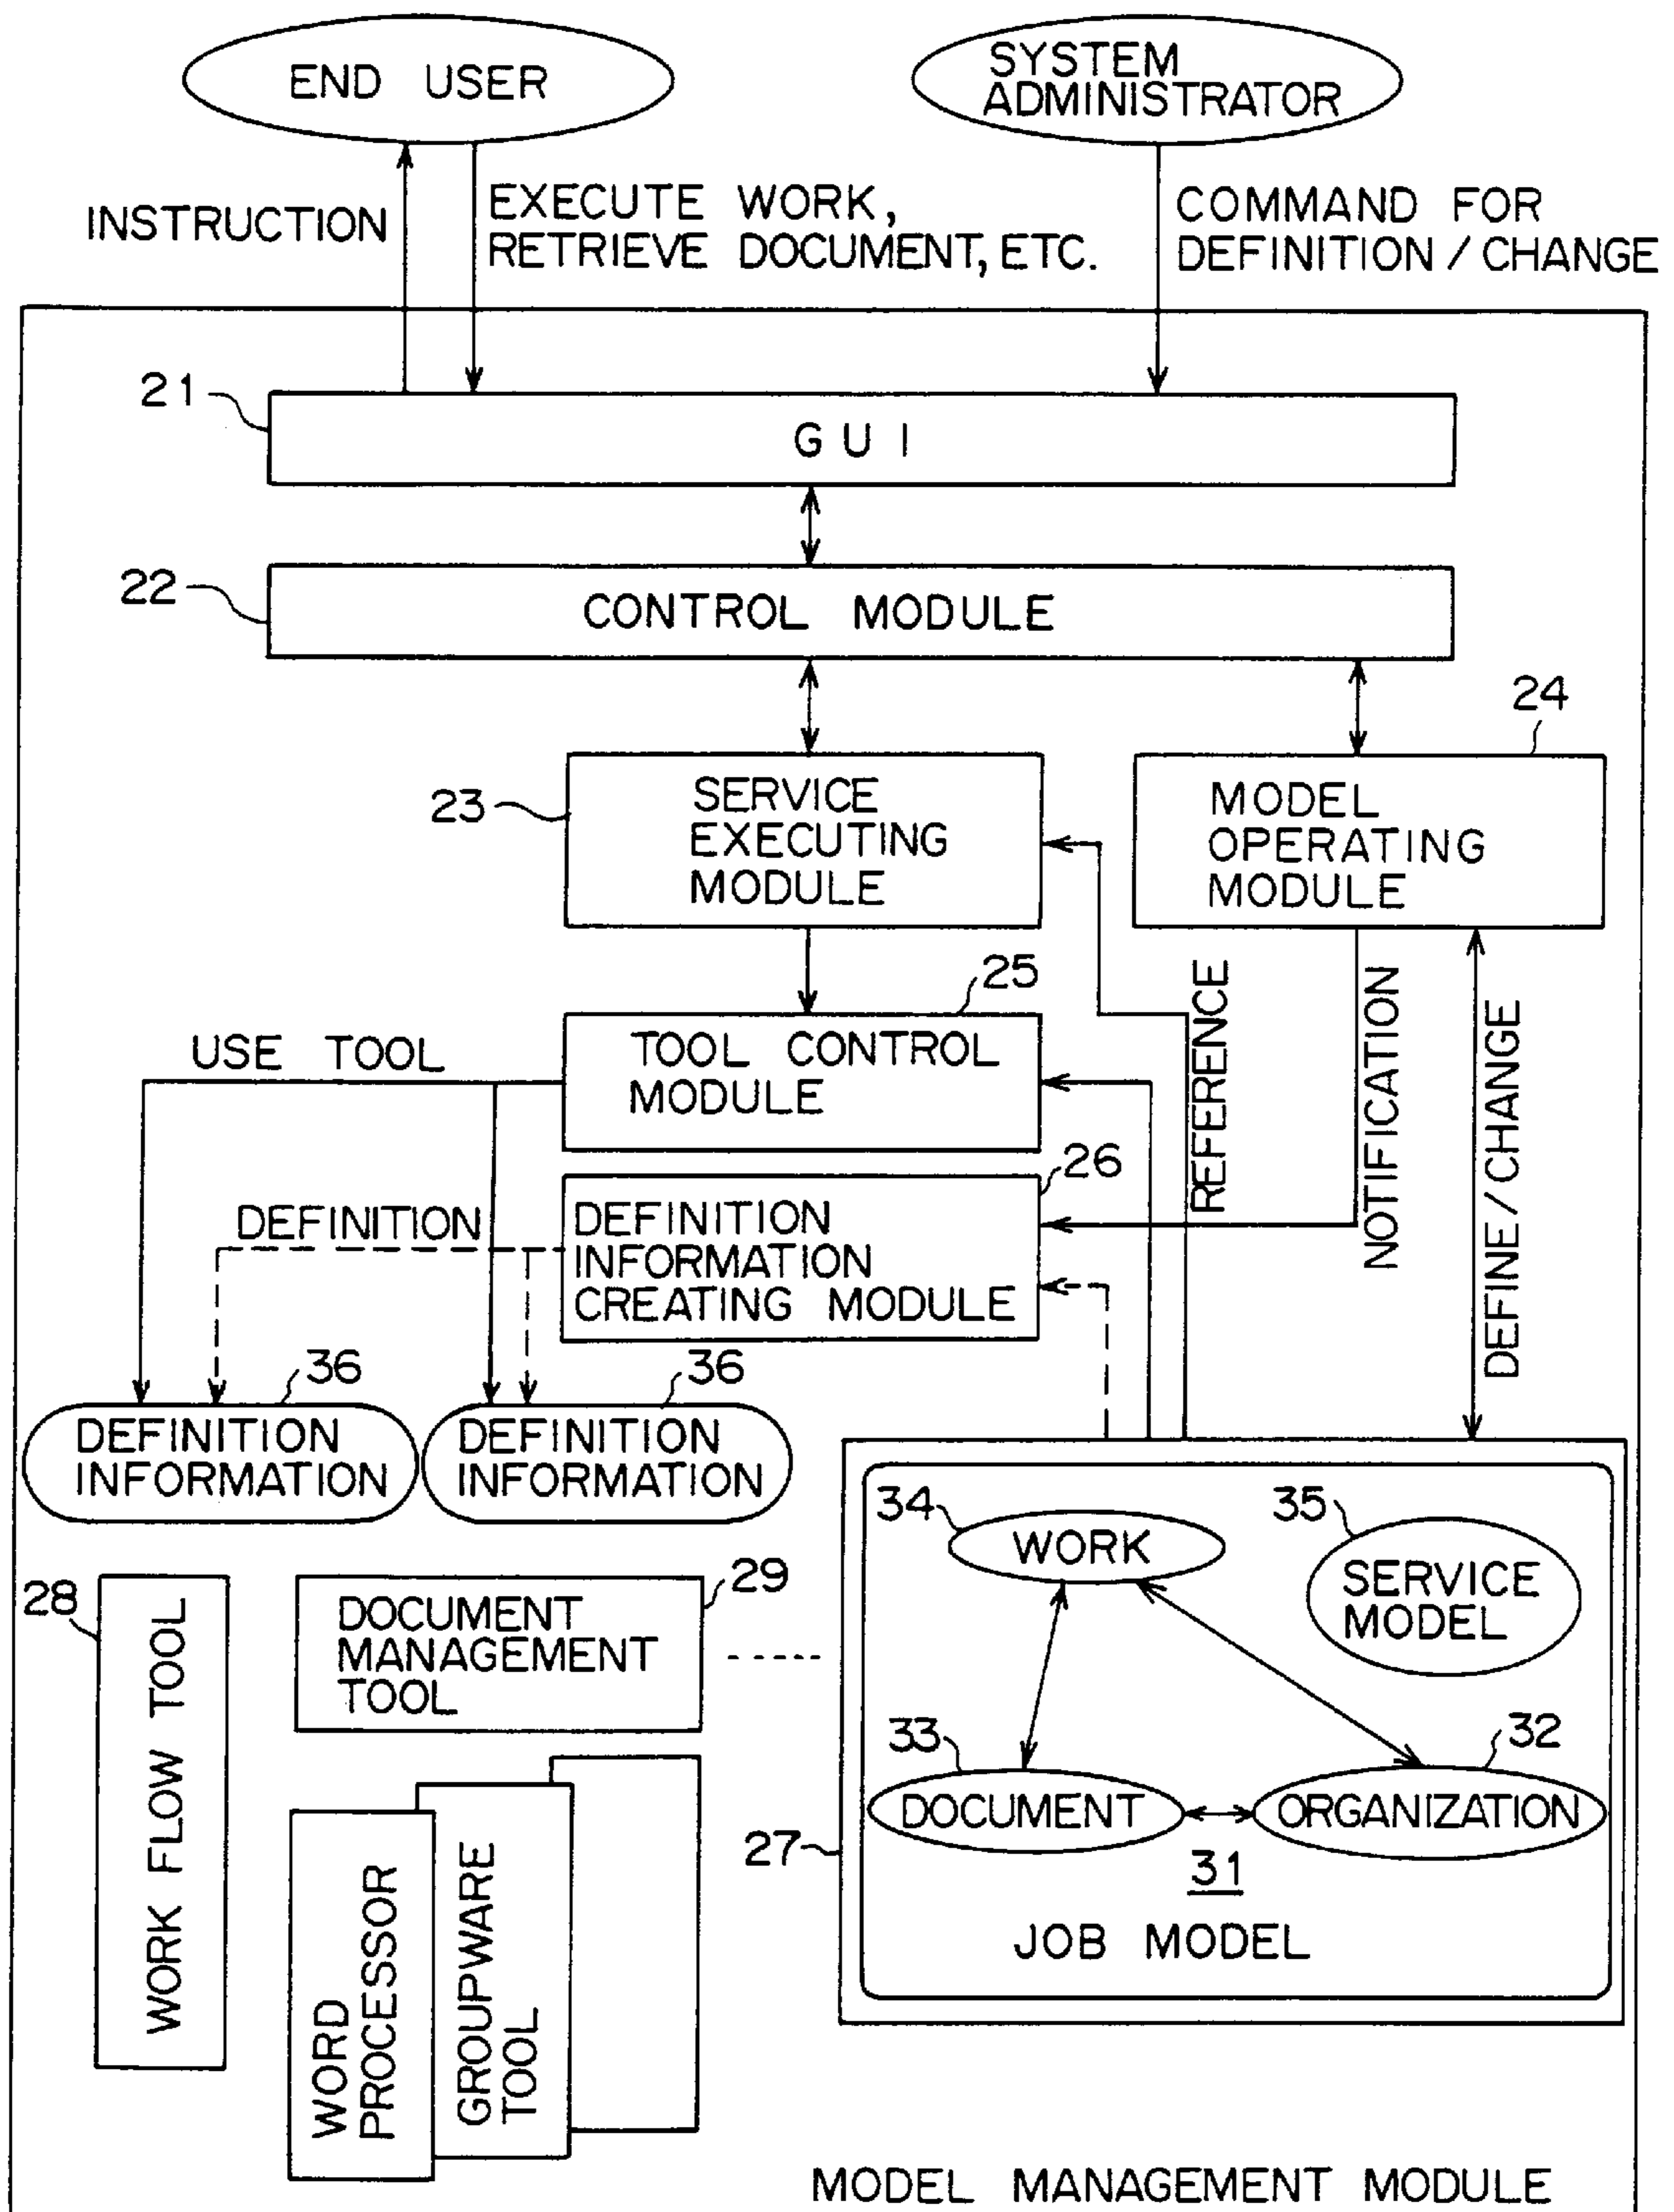 END USER
SYSTEM
ADMINISTRATOR
INSTRUCTION
EXECUTE WORK,
RETRIEVE DOCUMENT, ETC.
COMMAND FOR
DEFINITION / CHANGE
21
GUI
22
CONTROL MODULE
24
23
SERVICE
EXECUTING
MODULE
MODEL
OPERATING
MODULE
25
USE TOOL
TOOL CONTROL
MODULE
REFERENCE
NOTIFICATION
DEFINE/CHANGE
26
DEFINITION
DEFINITION
INFORMATION
CREATING MODULE
36
36
DEFINITION
INFORMATION
DEFINITION
INFORMATION
34
WORK
35
SERVICE
MODEL
28
WORK FLOW TOOL
29
DOCUMENT
MANAGEMENT
TOOL
33
DOCUMENT
32
ORGANIZATION
27
31
JOB MODEL
WORD
PROCESSOR
GROUPWARE
TOOL
MODEL MANAGEMENT MODULE